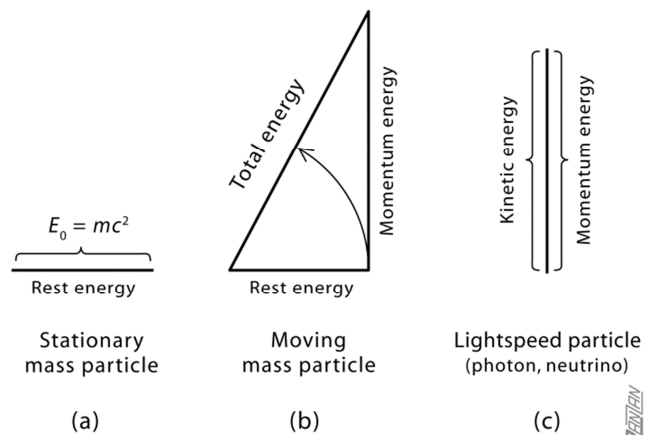 E₀ = mc²
Rest energy
Stationary
mass particle
(a)
Total energy
Momentum energy
Rest energy
Moving
mass particle
(b)
Kinetic energy
Momentum energy
Lightspeed particle
(photon, neutrino)
(c)